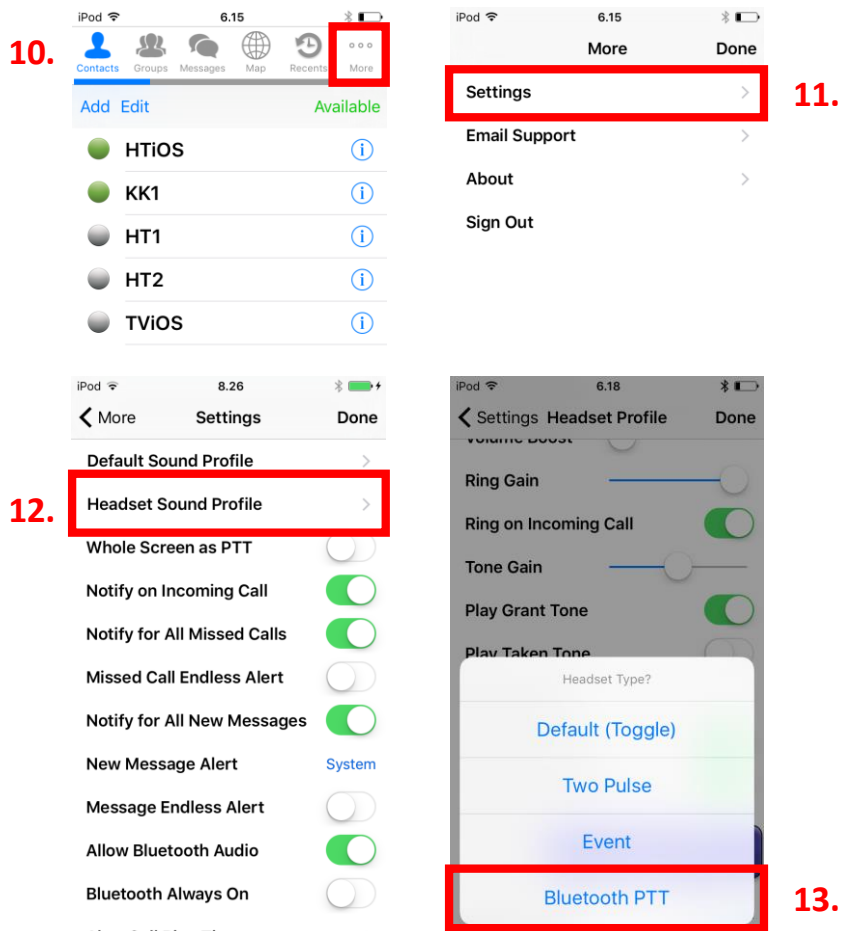 iPod 6.15
10.
Contacts Groups Messages Map Recents More
Add Edit Available
HTiOS
KK1
HT1
HT2
TViOS
iPod 6.15
More Done
Settings
11.
Email Support
About
Sign Out
iPod 8.26
More Settings Done
Default Sound Profile
12.
Headset Sound Profile
Whole Screen as PTT
Notify on Incoming Call
Notify for All Missed Calls
Missed Call Endless Alert
Notify for All New Messages
New Message Alert System
Message Endless Alert
Allow Bluetooth Audio
Bluetooth Always On
iPod 6.18
Settings Headset Profile Done
Volume Boost
Ring Gain
Ring on Incoming Call
Tone Gain
Play Grant Tone
Play Taken Tone
Headset Type?
Default (Toggle)
Two Pulse
Event
Bluetooth PTT
13.